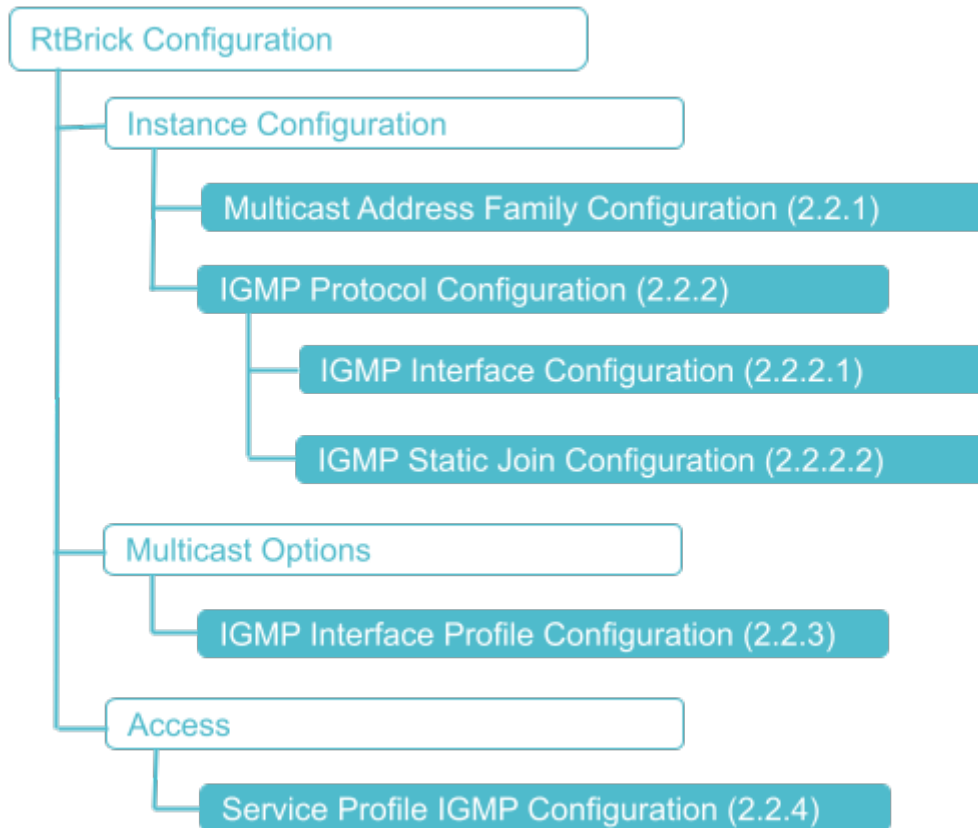 RtBrick Configuration
Instance Configuration
Multicast Address Family Configuration (2.2.1)
IGMP Protocol Configuration (2.2.2)
IGMP Interface Configuration (2.2.2.1)
IGMP Static Join Configuration (2.2.2.2)
Multicast Options
IGMP Interface Profile Configuration (2.2.3)
Access
Service Profile IGMP Configuration (2.2.4)